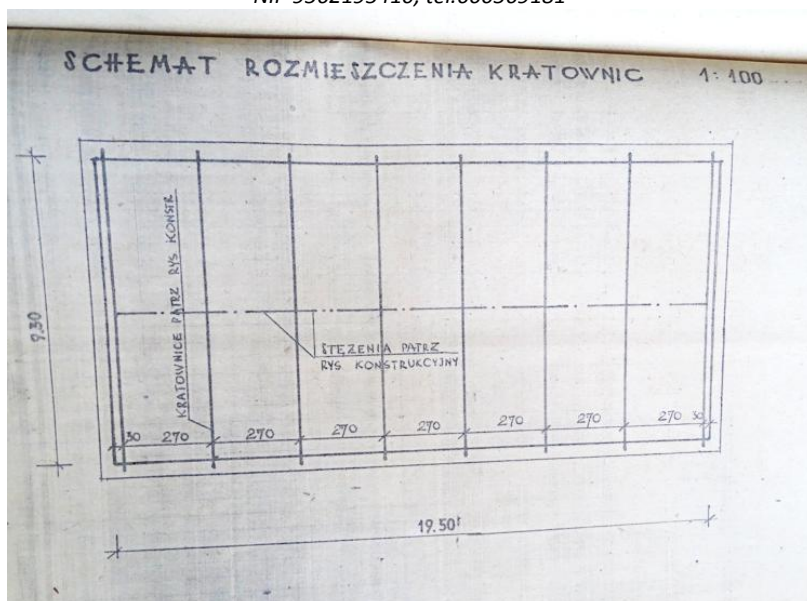 SCHEMAT ROZMIESZCZENIA KRATOWNIC 1:100
9.30
KRATOWNICE PATRZ RYS KONSTR.
STĘŻENIA PATRZ
RYS KONSTRUKCYJNY
30 270 270 270 270 270 270 270 30
19.50